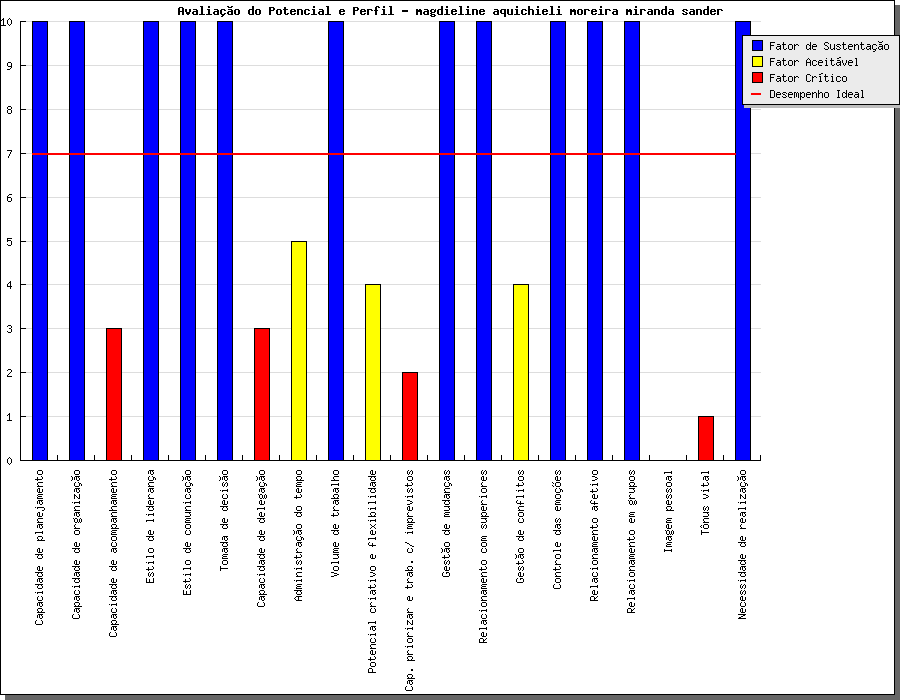 Avaliação do Potencial e Perfil - magdieline aquichieli moreira miranda sander
10
9
8
7
6
5
4
3
2
1
0
Fator de Sustentação
Fator Aceitável
Fator Crítico
Desempenho Ideal
Capacidade de planejamento
Capacidade de organização
Capacidade de acompanhamento
Estilo de liderança
Estilo de comunicação
Tomada de decisão
Capacidade de delegação
Administração do tempo
Volume de trabalho
Potencial criativo e flexibilidade
Cap. priorizar e trab. c/ imprevistos
Gestão de mudanças
Relacionamento com superiores
Gestão de conflitos
Controle das emoções
Relacionamento afetivo
Relacionamento em grupos
Imagem pessoal
Tônus vital
Necessidade de realização